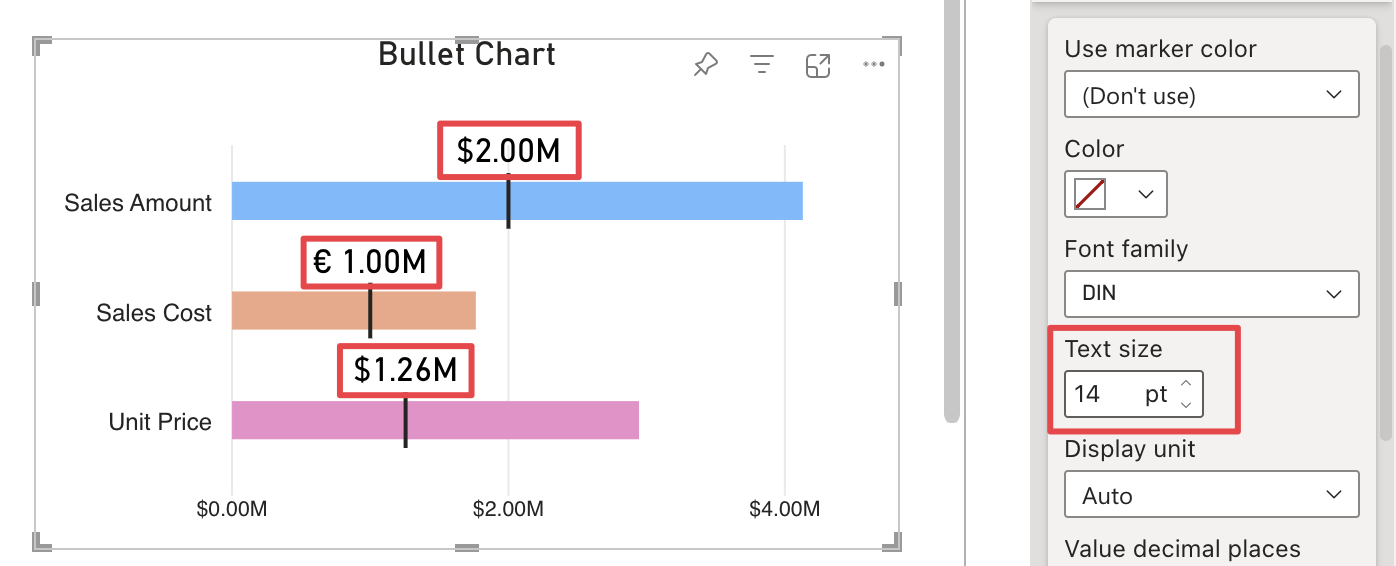 Bullet Chart
$2.00M
Sales Amount
€ 1.00M
Sales Cost
$1.26M
Unit Price
$0.00M
$2.00M
$4.00M
Use marker color
(Don't use)
Color
Font family
DIN
Text size
14 pt
Display unit
Auto
Value decimal places